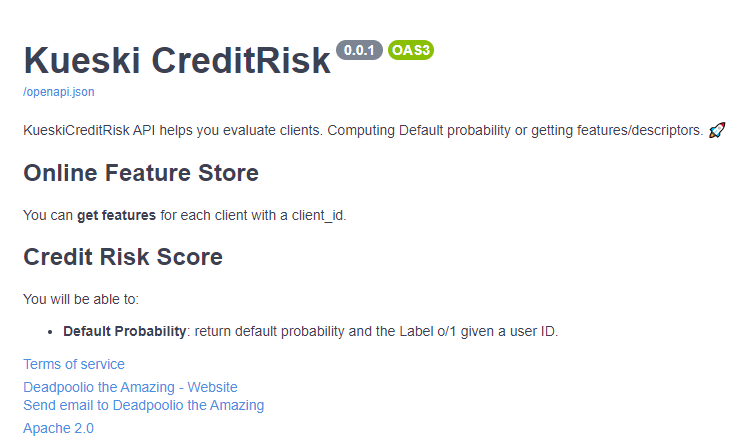 Kueski CreditRisk 0.0.1 OAS3
/openapi.json
KueskiCreditRisk API helps you evaluate clients. Computing Default probability or getting features/descriptors. 🚀
Online Feature Store
You can get features for each client with a client_id.
Credit Risk Score
You will be able to:
• Default Probability: return default probability and the Label o/1 given a user ID.
Terms of service
Deadpoolio the Amazing - Website
Send email to Deadpoolio the Amazing
Apache 2.0